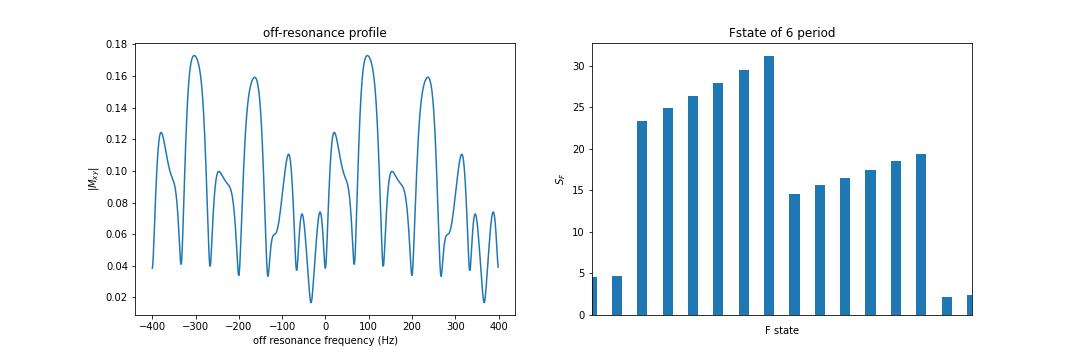 off-resonance profile
0.18
0.16
0.14
0.12
0.10
0.08
0.06
0.04
0.02
|Mxy|
−400 −300 −200 −100 0 100 200 300 400
off resonance frequency (Hz)
Fstate of 6 period
30
25
20
15
10
5
0
SF
F state